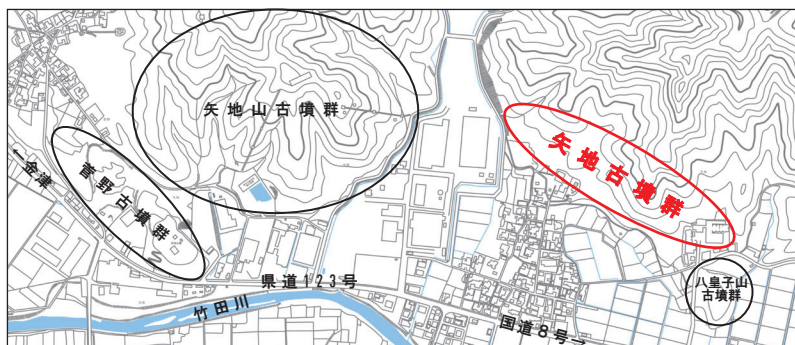 矢地山古墳群
矢地古墳群
←金津
菅野古墳群
八皇子山
古墳群
県道123号
竹田川
国道8号→